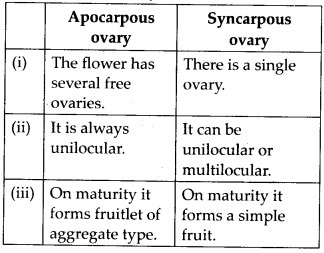 Apocarpous ovary
Syncarpous ovary
(i)
The flower has
several free
ovaries.
There is a single
ovary.
(ii)
It is always
unilocular.
It can be
unilocular or
multilocular.
(iii)
On maturity it
forms fruitlet of
aggregate type.
On maturity it
forms a simple
fruit.